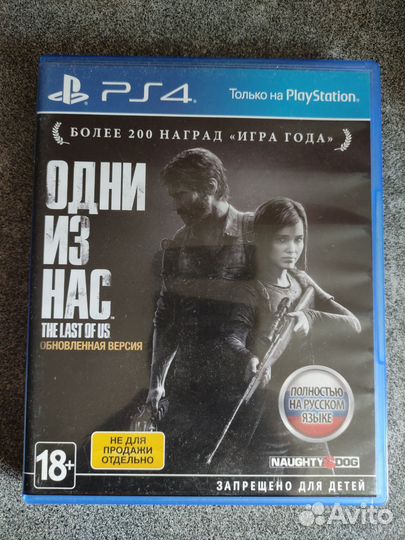 PS4
Только на PlayStation®
БОЛЕЕ 200 НАГРАД «ИГРА ГОДА»
ОДНИ
ИЗ
НАС
THE LAST OF US
ОБНОВЛЕННАЯ ВЕРСИЯ
ПОЛНОСТЬЮ
НА РУССКОМ
ЯЗЫКЕ
НЕ ДЛЯ
ПРОДАЖИ
ОТДЕЛЬНО
18+
NAUGHTY DOG
ЗАПРЕЩЕНО ДЛЯ ДЕТЕЙ
Avito